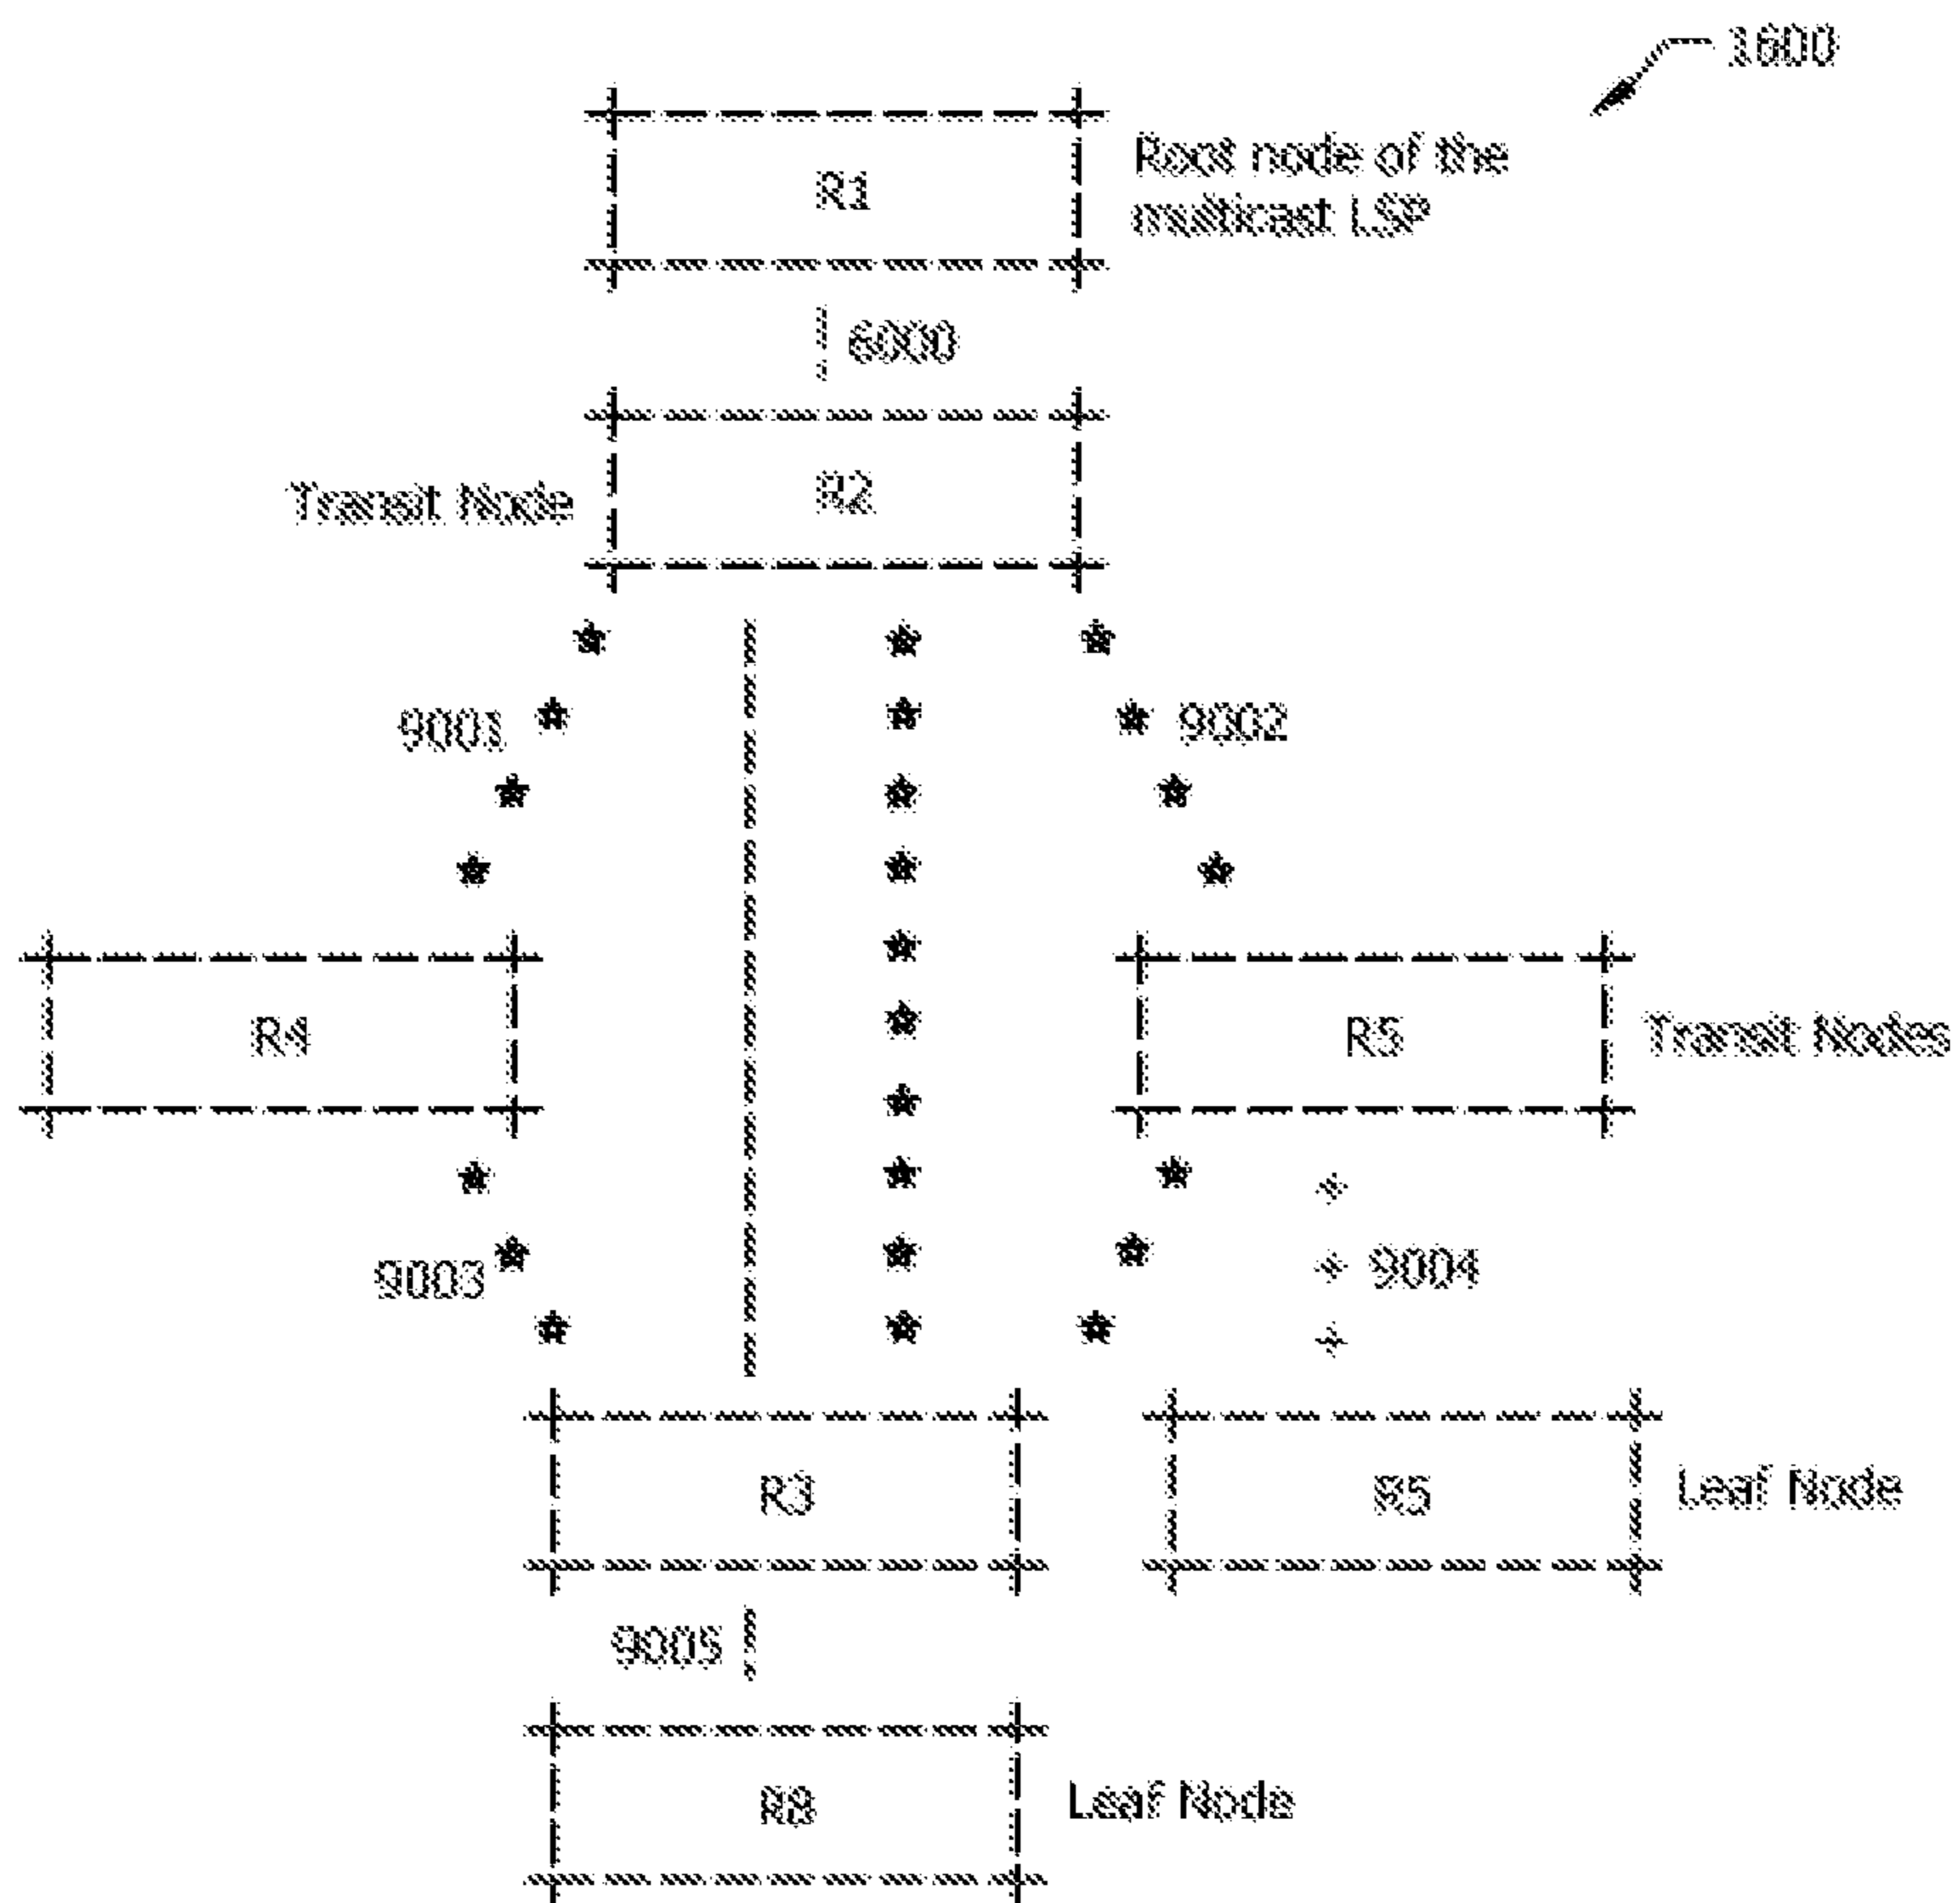 1600
R1
Root node of the
multicast LSP
6000
Transit Node
R2
9001
9002
R4
R5
Transit Nodes
9003
9004
R3
R5
Leaf Node
9005
Leaf Node